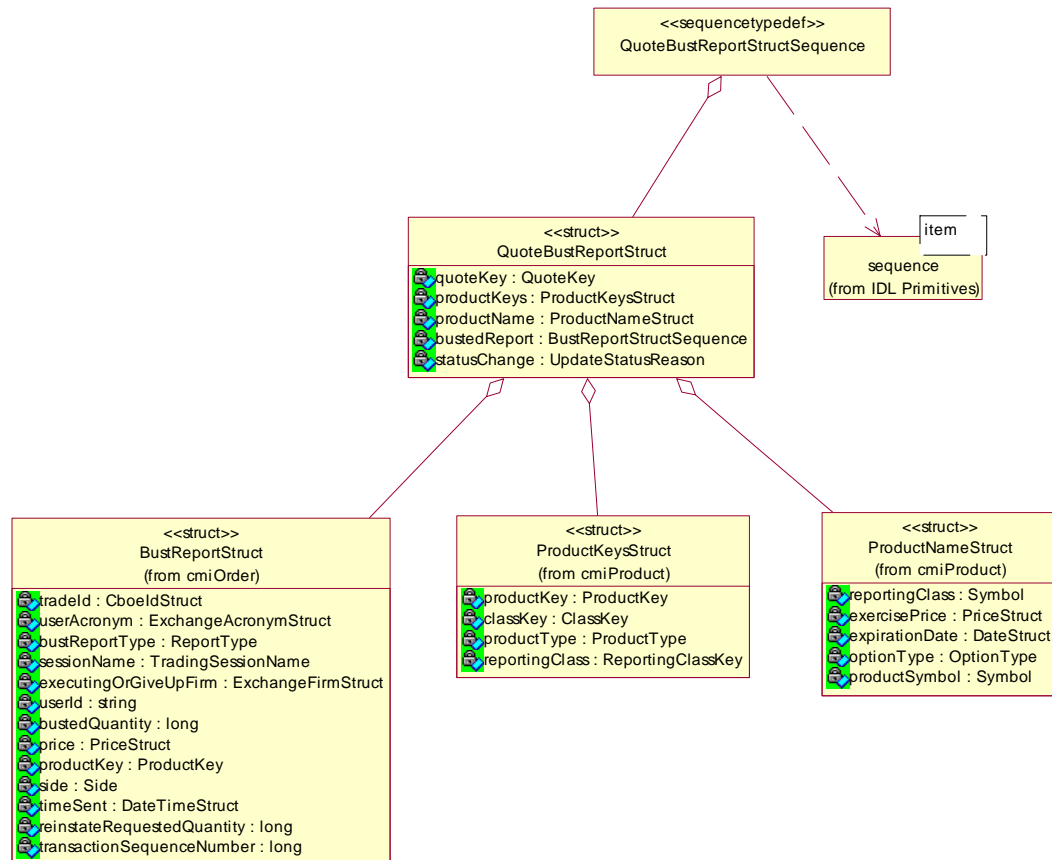 <<sequencetypedef>>
QuoteBustReportStructSequence
item
sequence
(from IDL Primitives)
<<struct>>
QuoteBustReportStruct
quoteKey : QuoteKey
productKeys : ProductKeysStruct
productName : ProductNameStruct
bustedReport : BustReportStructSequence
statusChange : UpdateStatusReason
<<struct>>
BustReportStruct
(from cmiOrder)
tradeId : CboeIdStruct
userAcronym : ExchangeAcronymStruct
bustReportType : ReportType
sessionName : TradingSessionName
executingOrGiveUpFirm : ExchangeFirmStruct
userId : string
bustedQuantity : long
price : PriceStruct
productKey : ProductKey
side : Side
timeSent : DateTimeStruct
reinstateRequestedQuantity : long
transactionSequenceNumber : long
<<struct>>
ProductKeysStruct
(from cmiProduct)
productKey : ProductKey
classKey : ClassKey
productType : ProductType
reportingClass : ReportingClassKey
<<struct>>
ProductNameStruct
(from cmiProduct)
reportingClass : Symbol
exercisePrice : PriceStruct
expirationDate : DateStruct
optionType : OptionType
productSymbol : Symbol